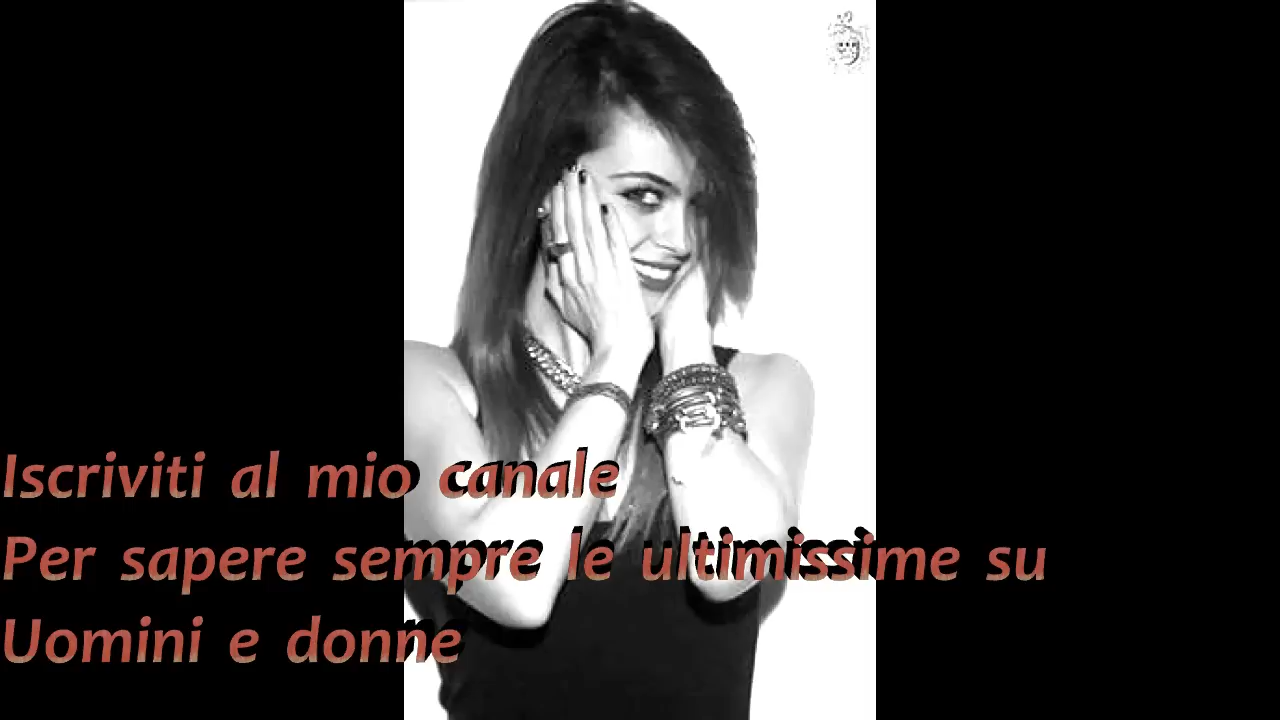 Iscriviti al mio canale
Per sapere sempre le ultimissime su
Uomini e donne